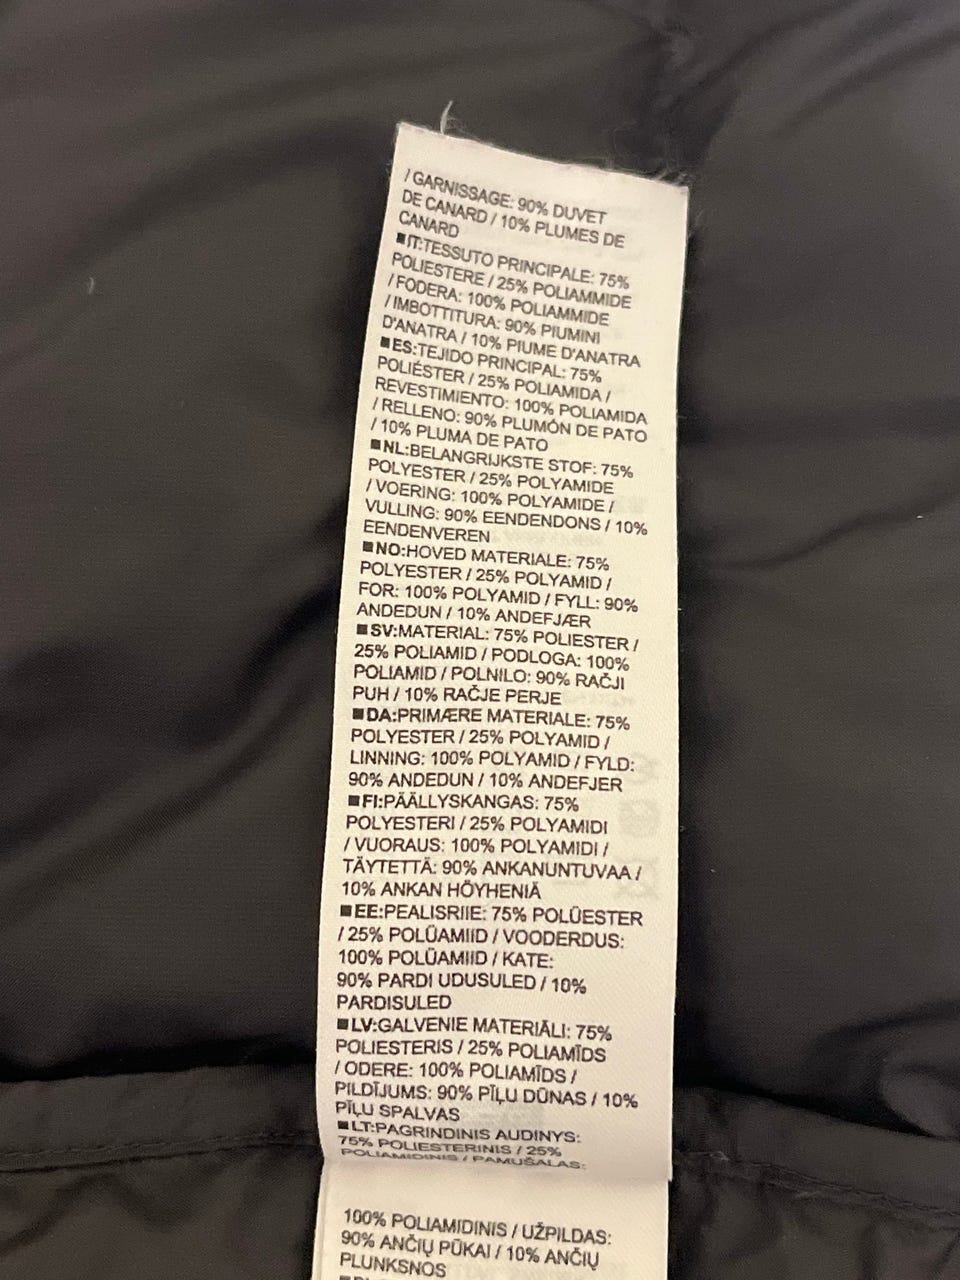 / GARNISSAGE: 90% DUVET
DE CANARD / 10% PLUMES DE
CANARD
■IT:TESSUTO PRINCIPALE: 75%
POLIESTERE / 25% POLIAMMIDE
/ FODERA: 100% POLIAMMIDE
/ IMBOTTITURA: 90% PIUMINI
D'ANATRA / 10% PIUME D'ANATRA
■ES:TEJIDO PRINCIPAL: 75%
POLIÉSTER / 25% POLIAMIDA /
REVESTIMIENTO: 100% POLIAMIDA
/ RELLENO: 90% PLUMÓN DE PATO
/ 10% PLUMA DE PATO
■NL:BELANGRIJKSTE STOF: 75%
POLYESTER / 25% POLYAMIDE
/ VOERING: 100% POLYAMIDE /
VULLING: 90% EENDENDONS / 10%
EENDENVEREN
■NO:HOVED MATERIALE: 75%
POLYESTER / 25% POLYAMID /
FOR: 100% POLYAMID / FYLL: 90%
ANDEDUN / 10% ANDEFJÆR
■SV:MATERIAL: 75% POLIESTER /
25% POLIAMID / PODLOGA: 100%
POLIAMID / POLNILO: 90% RAČJI
PUH / 10% RAČJE PERJE
■DA:PRIMÆRE MATERIALE: 75%
POLYESTER / 25% POLYAMID /
LINNING: 100% POLYAMID / FYLD:
90% ANDEDUN / 10% ANDEFJER
■FI:PÄÄLLYSKANGAS: 75%
POLYESTERI / 25% POLYAMIDI
/ VUORAUS: 100% POLYAMIDI /
TÄYTETTÄ: 90% ANKANUNTUVAA /
10% ANKAN HÖYHENIÄ
■EE:PEALISRIIE: 75% POLÜESTER
/ 25% POLÜAMIID / VOODERDUS:
100% POLÜAMIID / KATE:
90% PARDI UDUSULED / 10%
PARDISULED
■LV:GALVENIE MATERIĀLI: 75%
POLIESTERIS / 25% POLIAMĪDS
/ ODERE: 100% POLIAMĪDS /
PILDĪJUMS: 90% PĪĻU DŪNAS / 10%
PĪĻU SPALVAS
■LT:PAGRINDINIS AUDINYS:
75% POLIESTERINIS / 25%
POLIAMIDINIS / PAMUŠALAS:
100% POLIAMIDINIS / UŽPILDAS:
90% ANČIŲ PŪKAI / 10% ANČIŲ
PLUNKSNOS